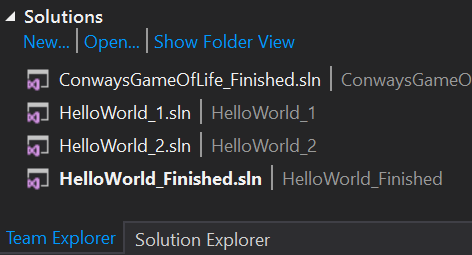 Solutions
New... | Open... | Show Folder View
ConwaysGameOfLife_Finished.sln | ConwaysGameO
HelloWorld_1.sln | HelloWorld_1
HelloWorld_2.sln | HelloWorld_2
HelloWorld_Finished.sln | HelloWorld_Finished
Team Explorer Solution Explorer